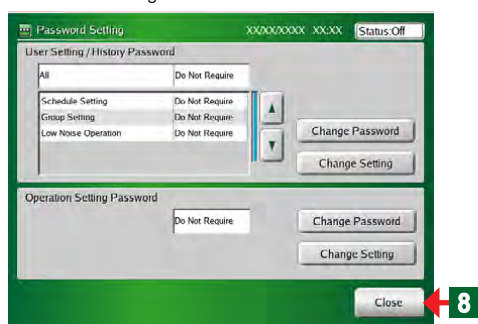 Password Setting XX/XX/XXXX XX:XX Status:Off
User Setting / History Password
All Do Not Require
Schedule Setting Do Not Require
Group Setting Do Not Require
Low Noise Operation Do Not Require
Change Password
Change Setting
Operation Setting Password
Do Not Require Change Password
Change Setting
Close 8